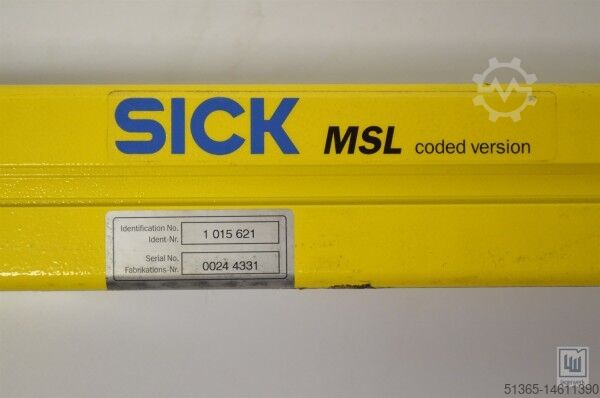 SICK MSL coded version
Identification No.
Ident-Nr.
1 015 621
Serial No.
Fabrikations-Nr.
0024 4331
51365-14611390